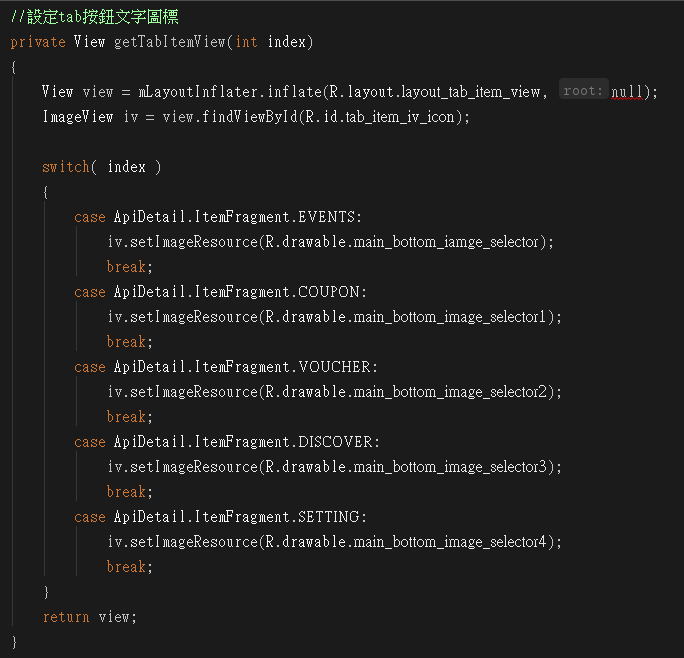 //設定tab按鈕文字圖標
private View getTabItemView(int index)
{
View view = mLayoutInflater.inflate(R.layout.layout_tab_item_view, root: null);
ImageView iv = view.findViewById(R.id.tab_item_iv_icon);
switch( index )
{
case ApiDetail.ItemFragment.EVENTS:
iv.setImageResource(R.drawable.main_bottom_iamge_selector);
break;
case ApiDetail.ItemFragment.COUPON:
iv.setImageResource(R.drawable.main_bottom_image_selector1);
break;
case ApiDetail.ItemFragment.VOUCHER:
iv.setImageResource(R.drawable.main_bottom_image_selector2);
break;
case ApiDetail.ItemFragment.DISCOVER:
iv.setImageResource(R.drawable.main_bottom_image_selector3);
break;
case ApiDetail.ItemFragment.SETTING:
iv.setImageResource(R.drawable.main_bottom_image_selector4);
break;
}
return view;
}